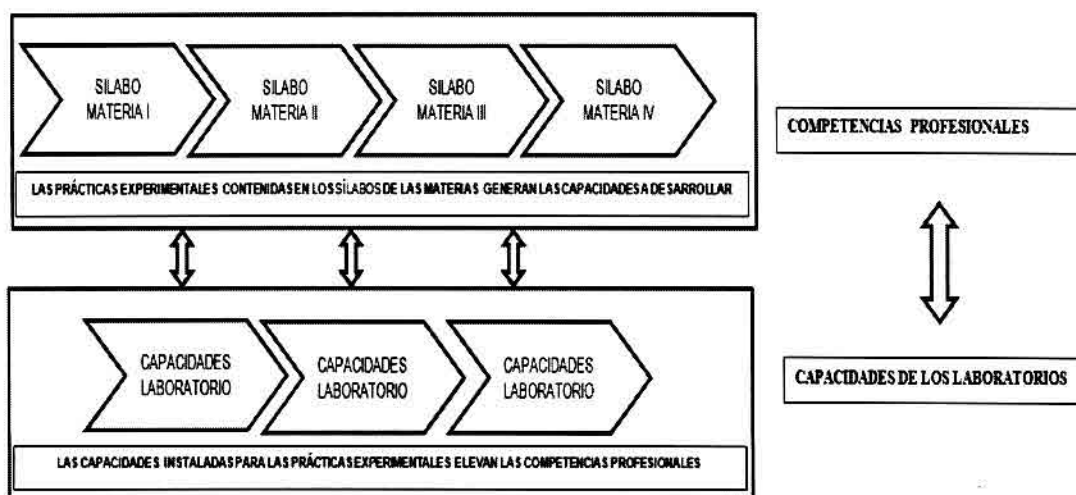 SILABO
MATERIA I
SILABO
MATERIA II
SILABO
MATERIA III
SILABO
MATERIA IV
LAS PRÁCTICAS EXPERIMENTALES CONTENIDAS EN LOS SÍLABOS DE LAS MATERIAS GENERAN LAS CAPACIDADES A DESARROLLAR
COMPETENCIAS PROFESIONALES
CAPACIDADES
LABORATORIO
CAPACIDADES
LABORATORIO
CAPACIDADES
LABORATORIO
LAS CAPACIDADES INSTALADAS PARA LAS PRÁCTICAS EXPERIMENTALES ELEVAN LAS COMPETENCIAS PROFESIONALES
CAPACIDADES DE LOS LABORATORIOS